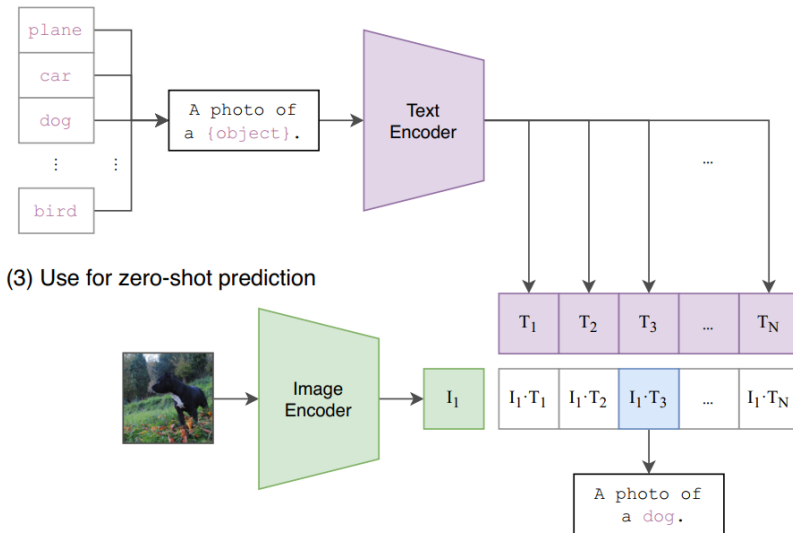 plane
car
dog
⋮ ⋮
bird
A photo of
a {object}.
Text
Encoder
...
(3) Use for zero-shot prediction
T1 T2 T3 ... TN
Image
Encoder
I1
I1·T1 I1·T2 I1·T3 ... I1·TN
A photo of
a dog.